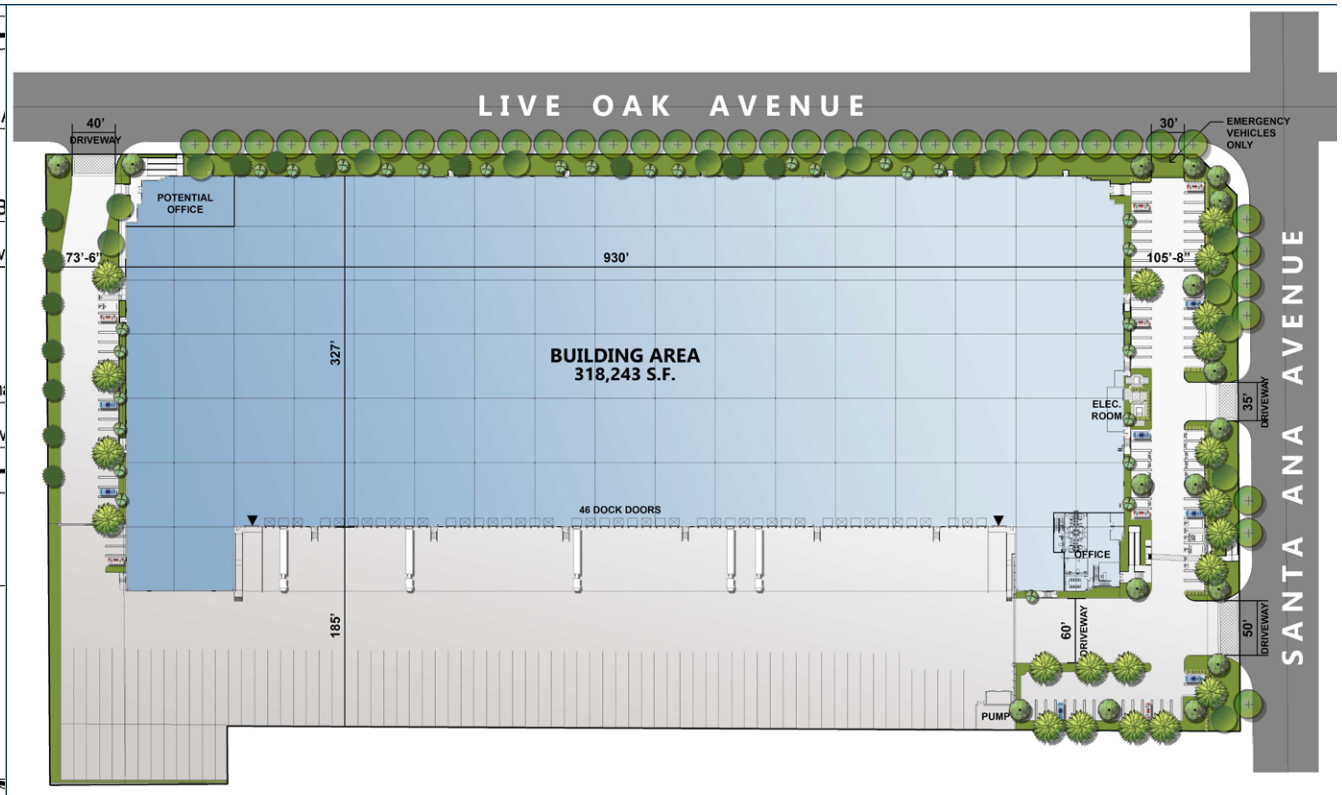 LIVE OAK AVENUE
40'
DRIVEWAY
30'
EMERGENCY
VEHICLES
ONLY
POTENTIAL
OFFICE
73'-6"
930'
105'-8"
327'
BUILDING AREA
318,243 S.F.
ELEC.
ROOM
35'
DRIVEWAY
SANTA ANA AVENUE
46 DOCK DOORS
OFFICE
185'
60'
DRIVEWAY
50'
DRIVEWAY
PUMP